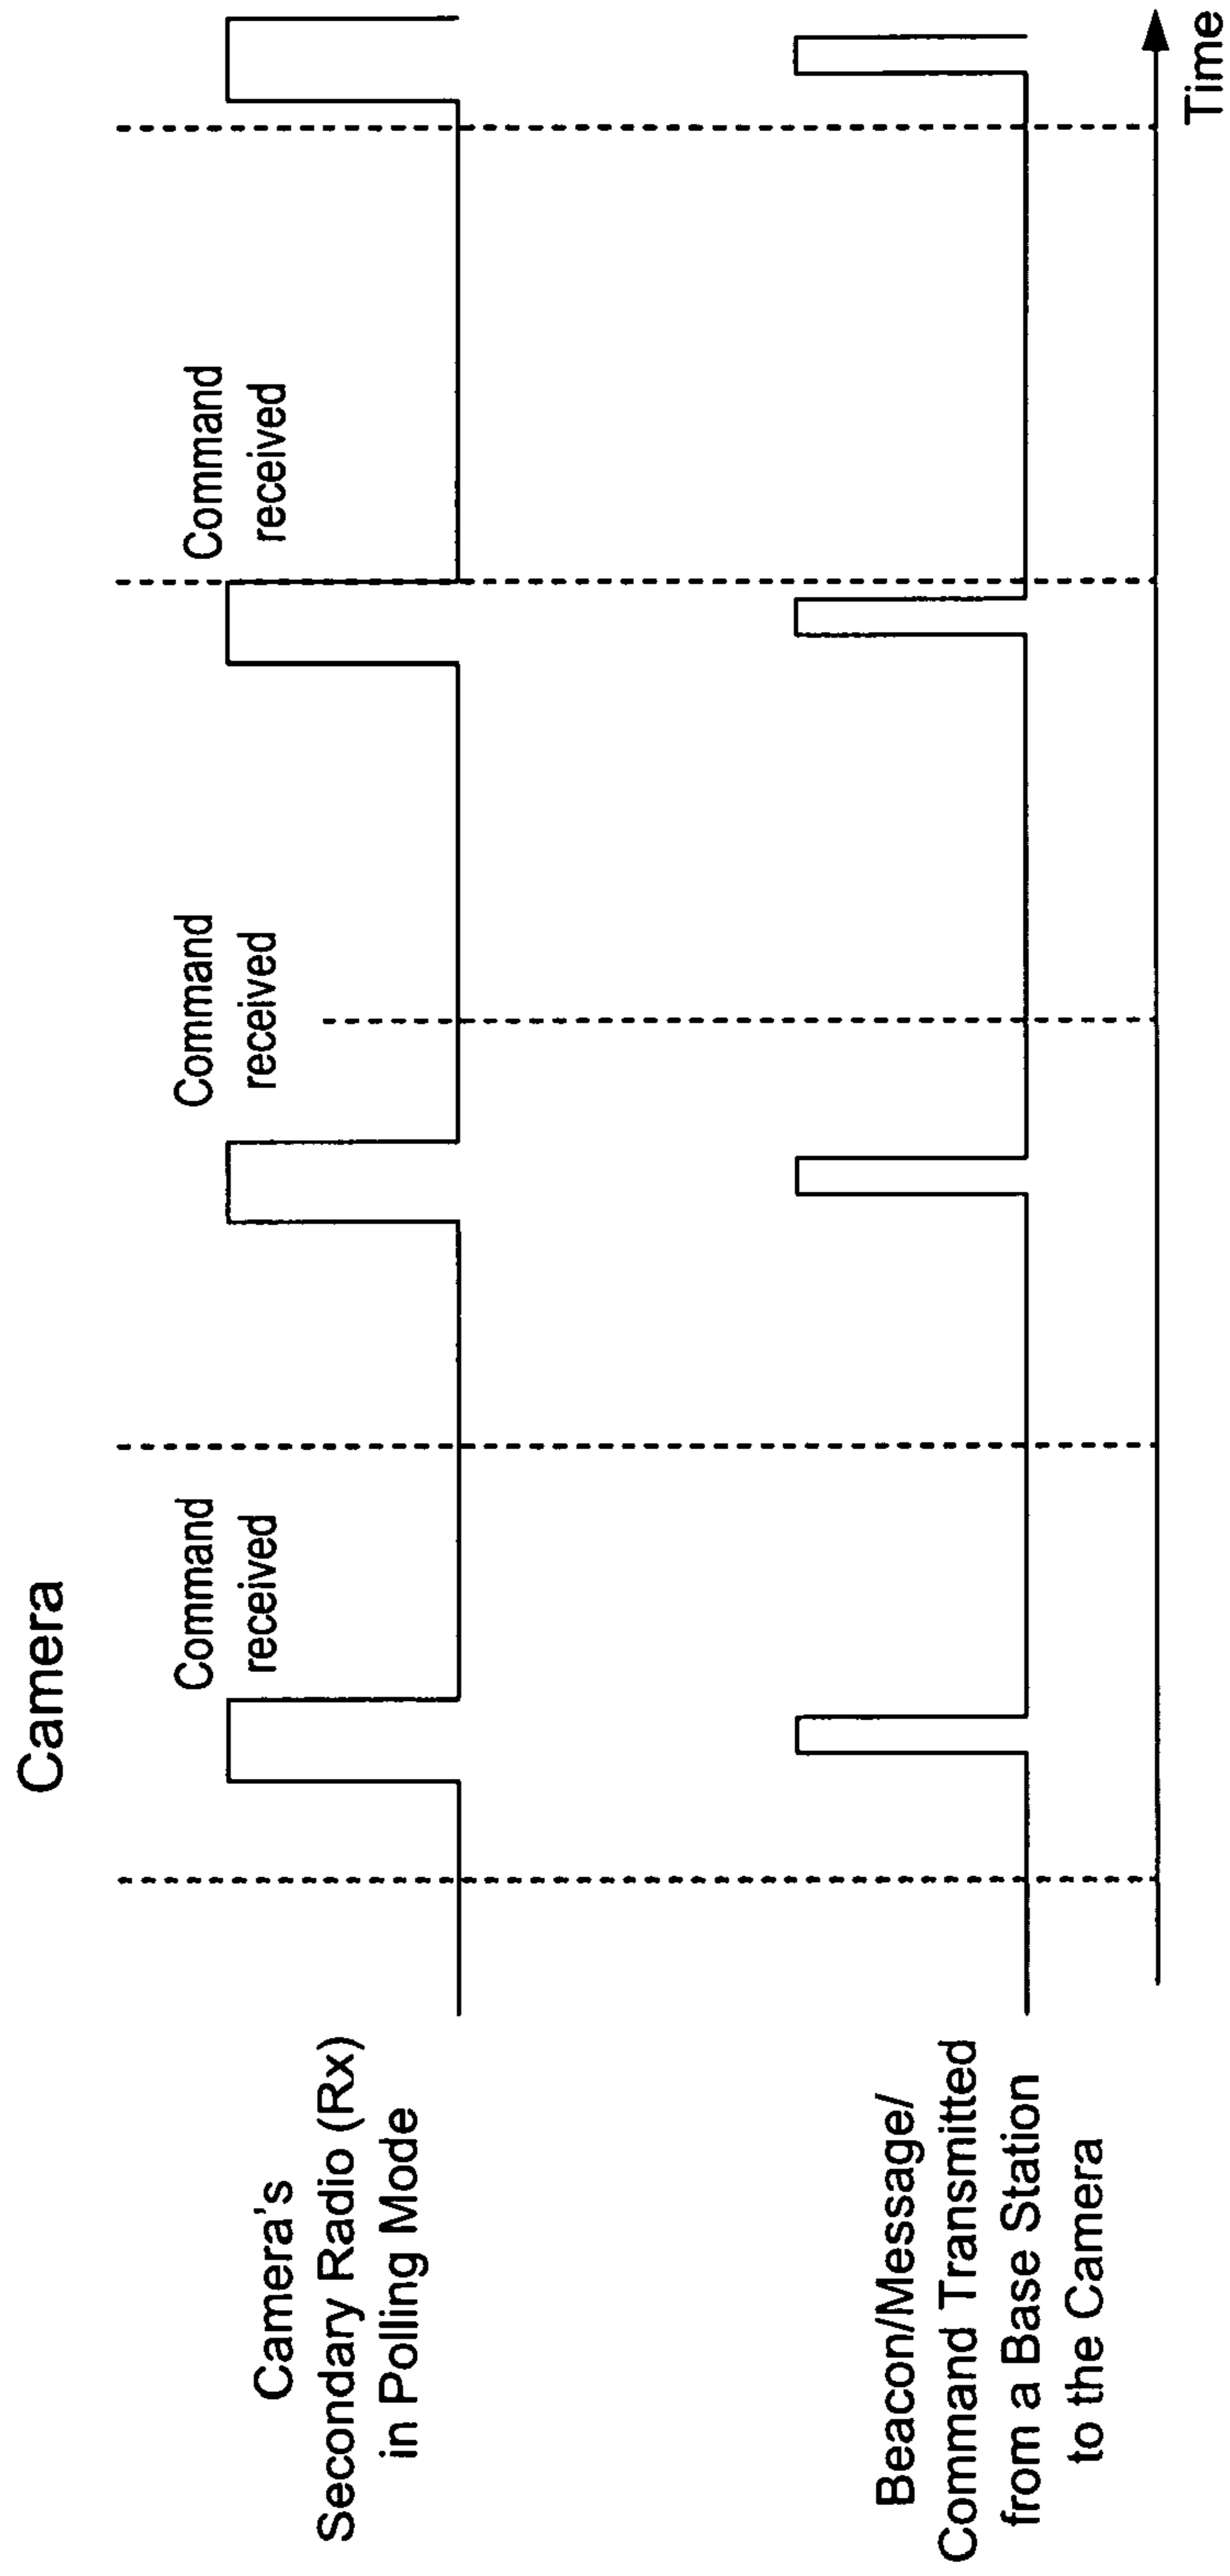 Camera
Camera's
Secondary Radio (Rx)
in Polling Mode
Command
received
Command
received
Command
received
Beacon/Message/
Command Transmitted
from a Base Station
to the Camera
Time